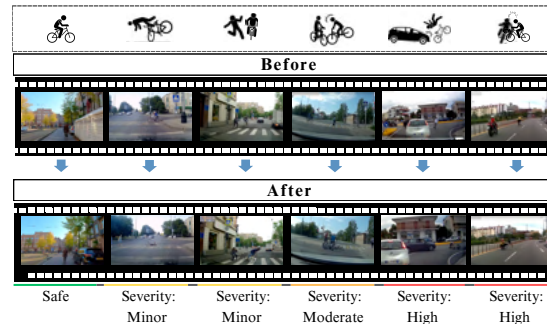 Before
After
Safe
Severity: Minor
Severity: Minor
Severity: Moderate
Severity: High
Severity: High